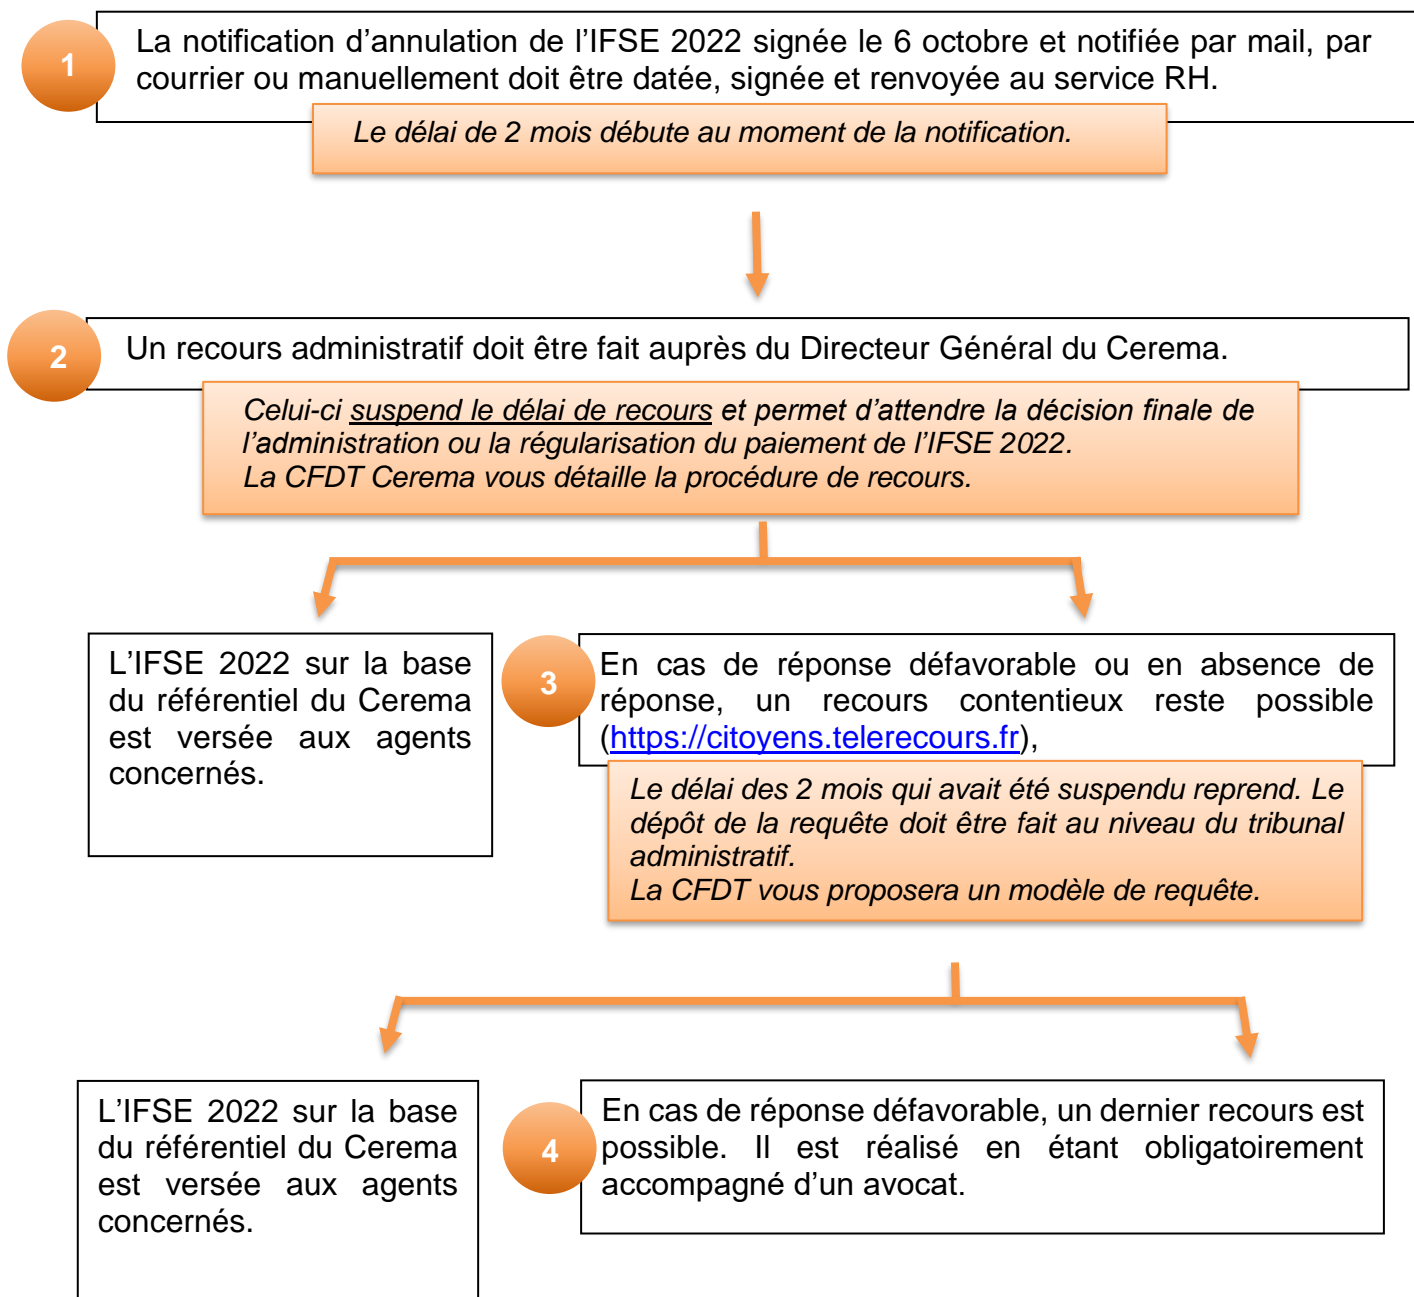 1
La notification d’annulation de l’IFSE 2022 signée le 6 octobre et notifiée par mail, par
courrier ou manuellement doit être datée, signée et renvoyée au service RH.
Le délai de 2 mois débute au moment de la notification.
2
Un recours administratif doit être fait auprès du Directeur Général du Cerema.
Celui-ci suspend le délai de recours et permet d’attendre la décision finale de
l’administration ou la régularisation du paiement de l’IFSE 2022.
La CFDT Cerema vous détaille la procédure de recours.
L’IFSE 2022 sur la base
du référentiel du Cerema
est versée aux agents
concernés.
3
En cas de réponse défavorable ou en absence de
réponse, un recours contentieux reste possible
(https://citoyens.telerecours.fr),
Le délai des 2 mois qui avait été suspendu reprend. Le
dépôt de la requête doit être fait au niveau du tribunal
administratif.
La CFDT vous proposera un modèle de requête.
L’IFSE 2022 sur la base
du référentiel du Cerema
est versée aux agents
concernés.
4
En cas de réponse défavorable, un dernier recours est
possible. Il est réalisé en étant obligatoirement
accompagné d’un avocat.